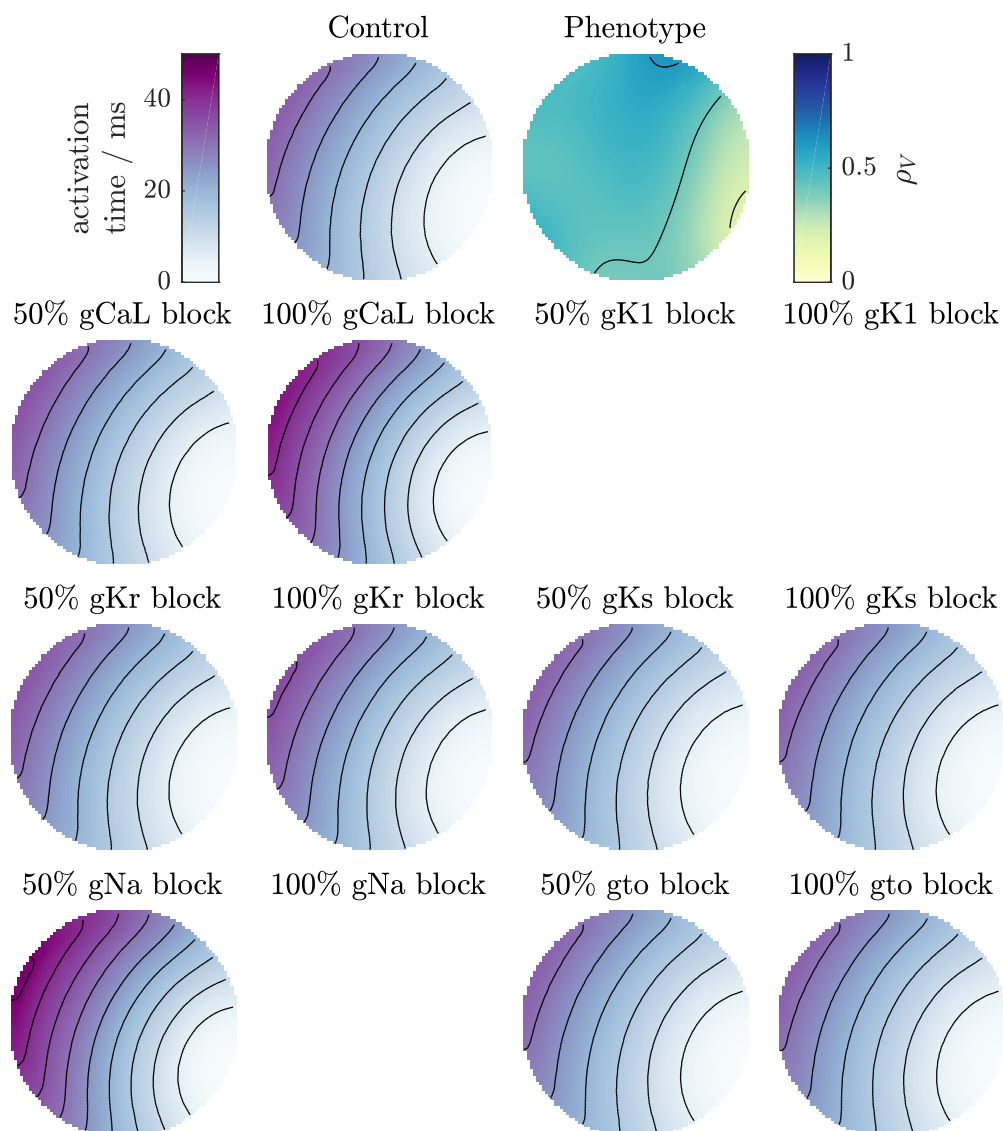 Control
Phenotype
activation
time / ms
40
20
0
1
0.5
0
ρV
50% gCaL block
100% gCaL block
50% gK1 block
100% gK1 block
50% gKr block
100% gKr block
50% gKs block
100% gKs block
50% gNa block
100% gNa block
50% gto block
100% gto block